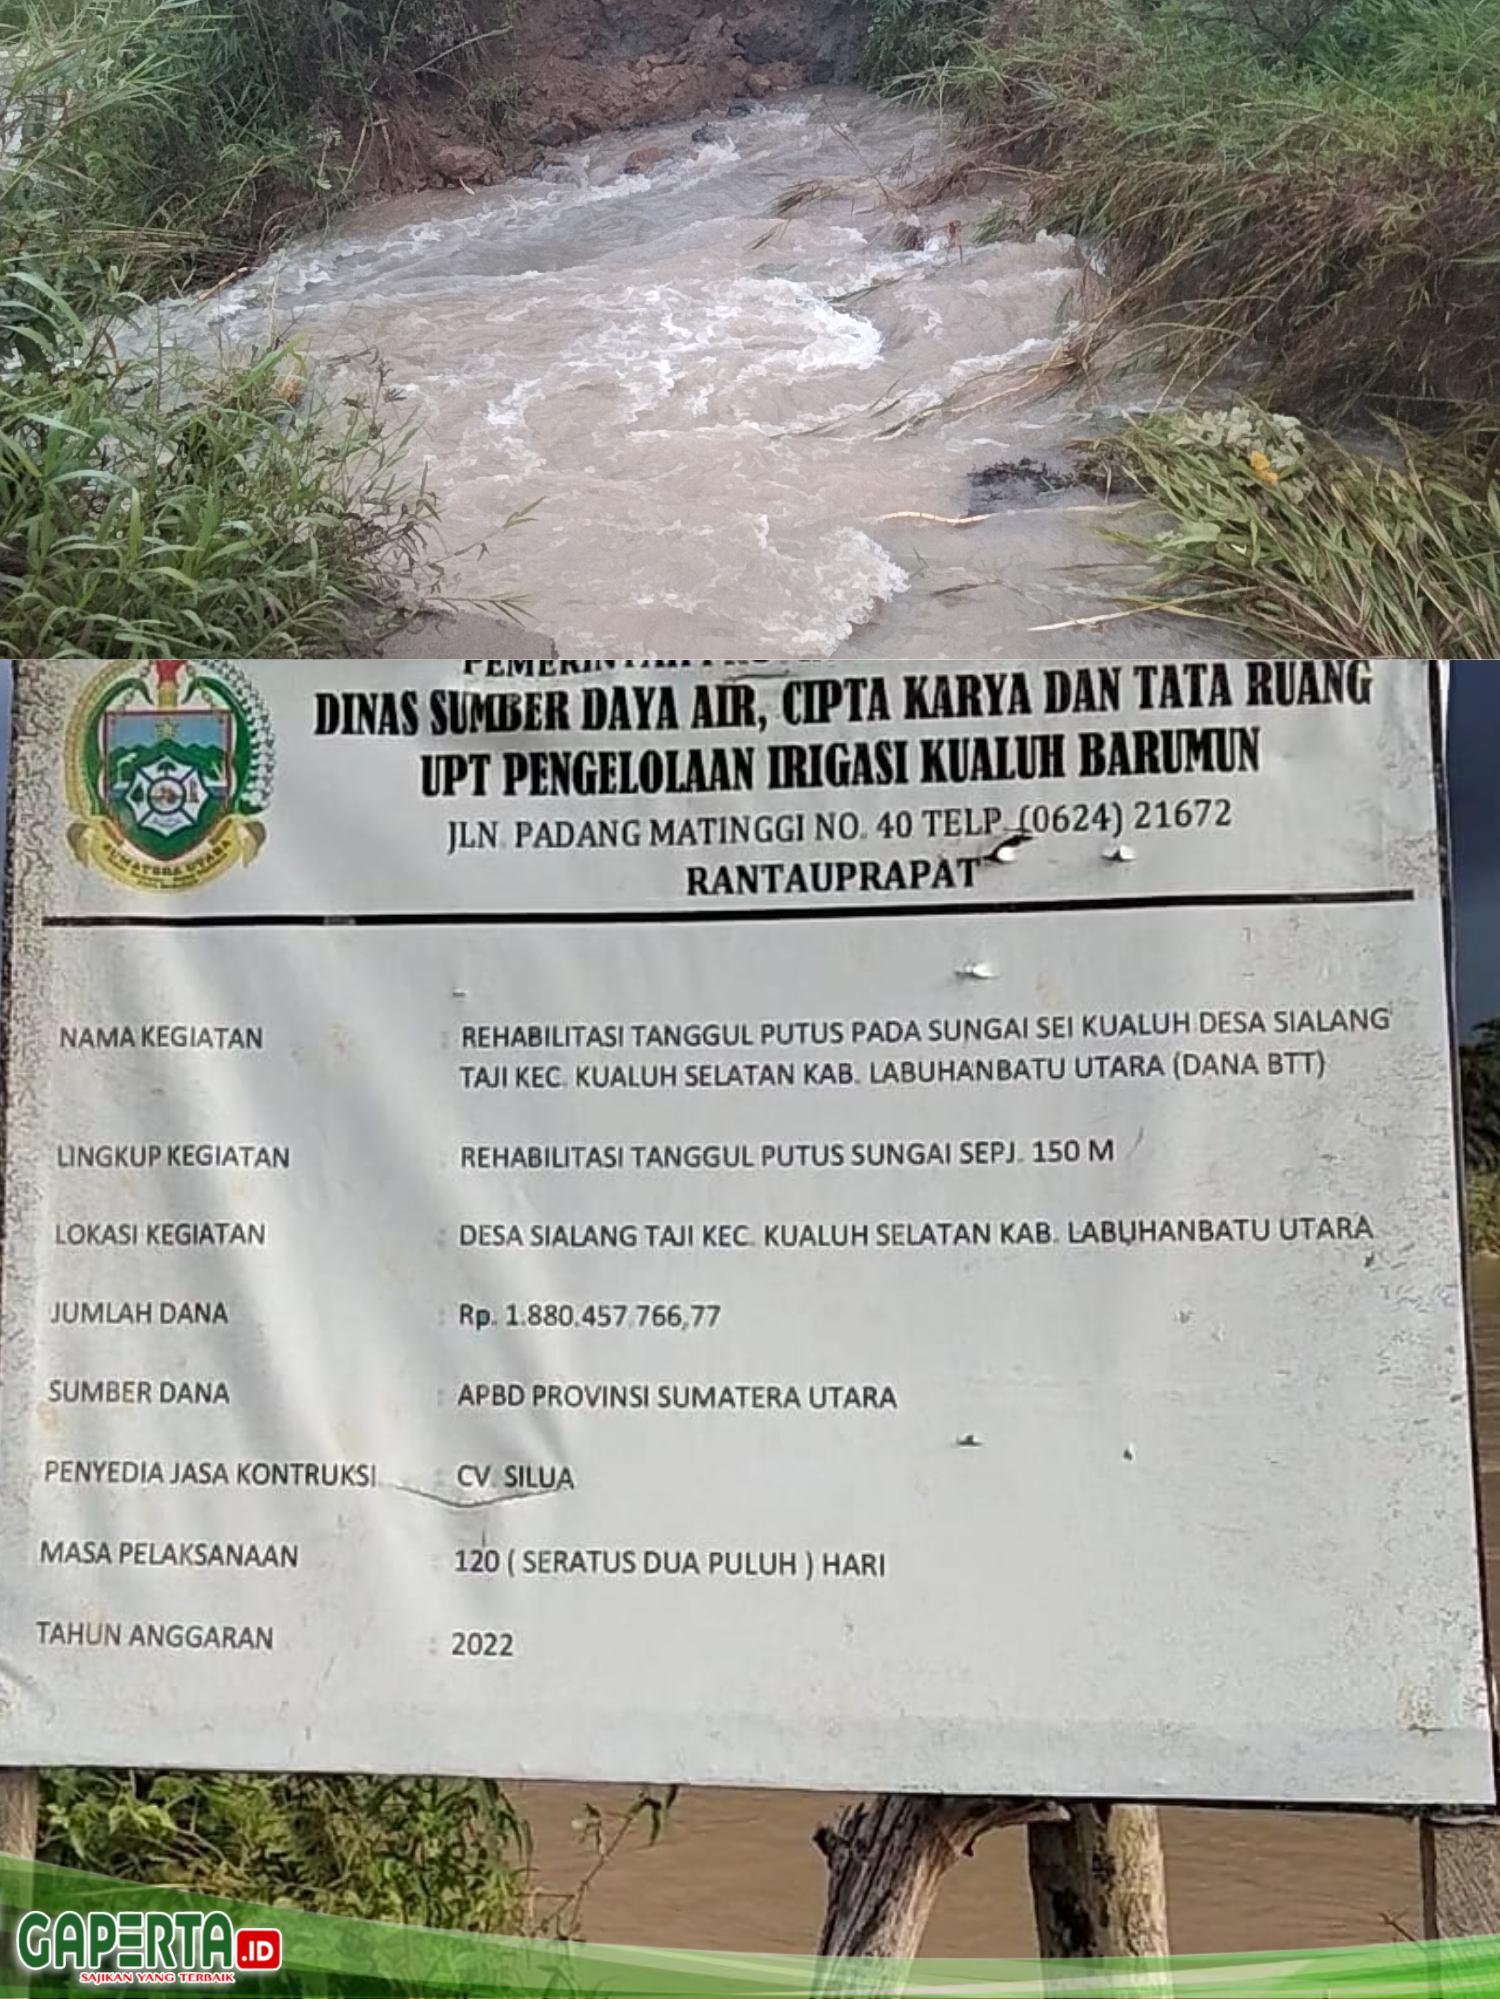 DINAS SUMBER DAYA AIR, CIPTA KARYA DAN TATA RUANG
UPT PENGELOLAAN IRIGASI KUALUH BARUMUN
JLN. PADANG MATINGGI NO. 40 TELP. (0624) 21672
RANTAUPRAPAT
SUMATERA UTARA
NAMA KEGIATAN : REHABILITASI TANGGUL PUTUS PADA SUNGAI SEI KUALUH DESA SIALANG
TAJI KEC. KUALUH SELATAN KAB. LABUHANBATU UTARA (DANA BTT)
LINGKUP KEGIATAN : REHABILITASI TANGGUL PUTUS SUNGAI SEPJ. 150 M
LOKASI KEGIATAN : DESA SIALANG TAJI KEC. KUALUH SELATAN KAB. LABUHANBATU UTARA
JUMLAH DANA : Rp. 1.880.457.766,77
SUMBER DANA : APBD PROVINSI SUMATERA UTARA
PENYEDIA JASA KONTRUKSI : CV. SILUA
MASA PELAKSANAAN : 120 ( SERATUS DUA PULUH ) HARI
TAHUN ANGGARAN : 2022
GAPERTA.ID
SAJIKAN YANG TERBAIK